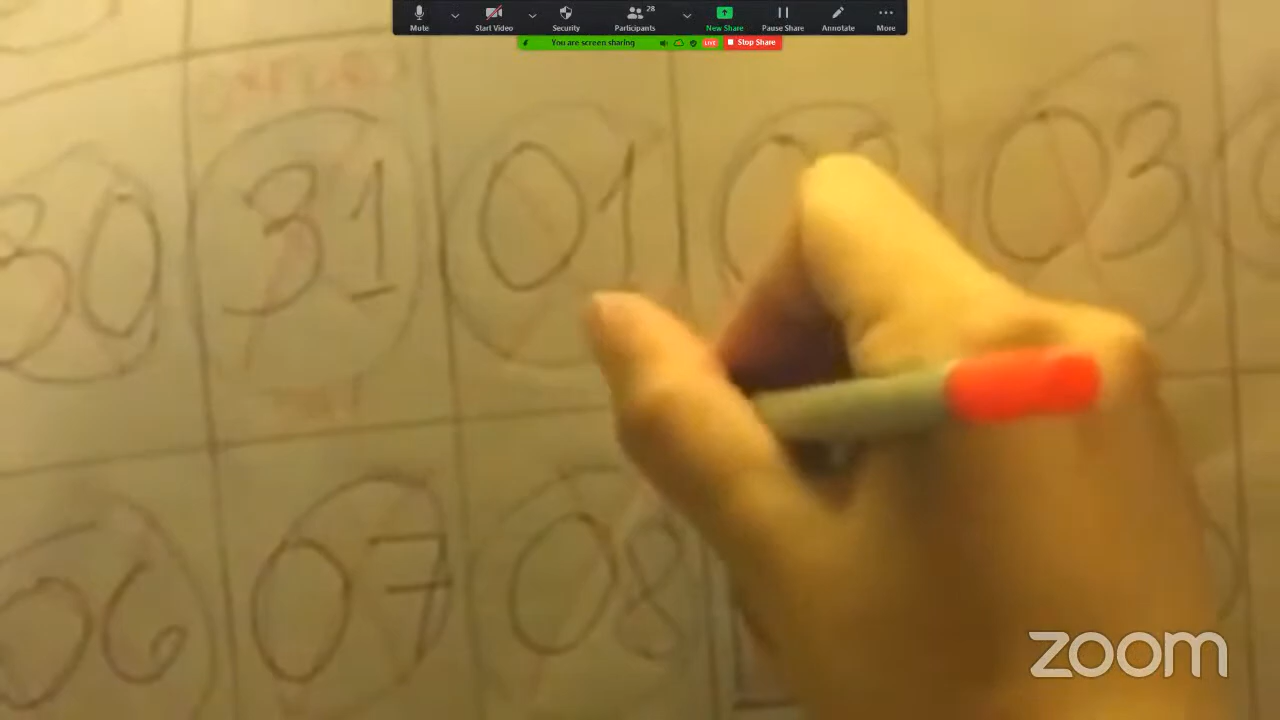 Mute
Start Video
Security
Participants
28
New Share
Pause Share
Annotate
More
You are screen sharing
LIVE
Stop Share
30 31 01 03
06 07 08
zoom